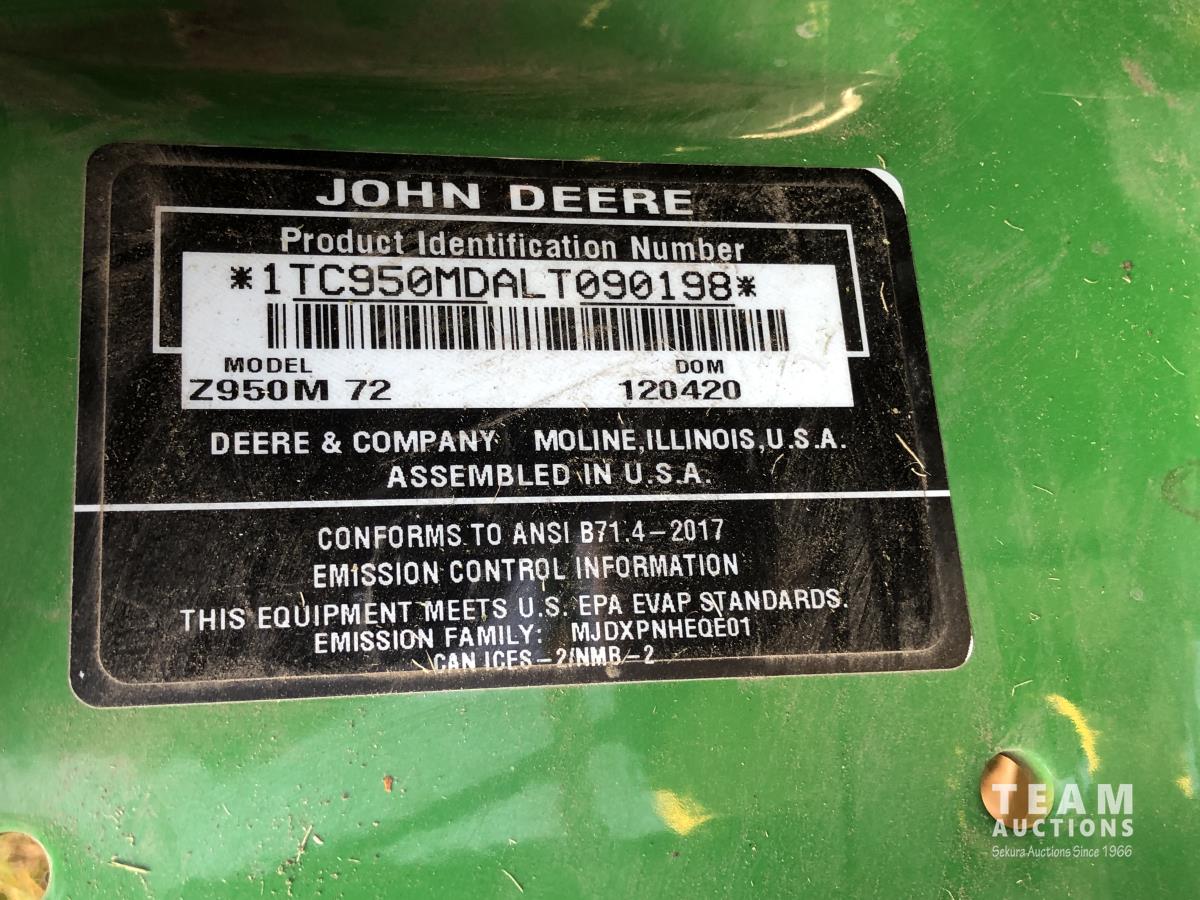 JOHN DEERE
Product Identification Number
*1TC950MDALT090198*
MODEL DOM
Z950M 72 120420
DEERE & COMPANY MOLINE, ILLINOIS, U.S.A.
ASSEMBLED IN U.S.A.
CONFORMS TO ANSI B71.4-2017
EMISSION CONTROL INFORMATION
THIS EQUIPMENT MEETS U.S. EPA EVAP STANDARDS.
EMISSION FAMILY: MJDXPNHEQE01
CAN ICES-2/NMB-2
TEAM
AUCTIONS
Sekura Auctions Since 1966